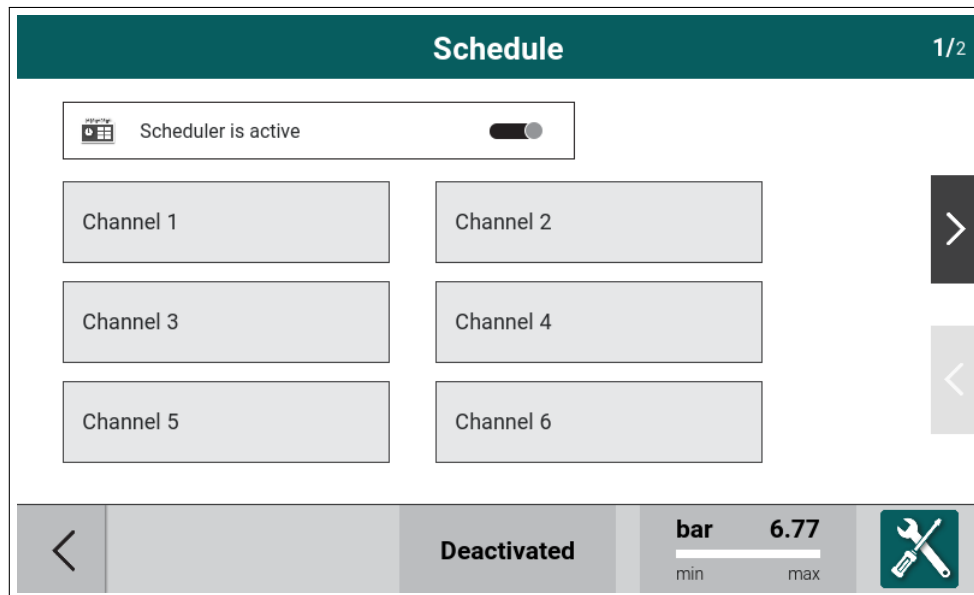 Schedule
1/2
Scheduler is active
Channel 1
Channel 2
Channel 3
Channel 4
Channel 5
Channel 6
Deactivated
bar 6.77
min max